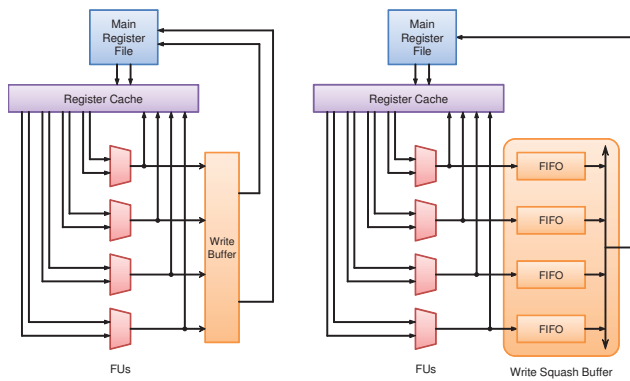 Main
Register
File
Register Cache
Write
Buffer
FUs
Main
Register
File
Register Cache
FIFO
FIFO
FIFO
FIFO
FUs
Write Squash Buffer